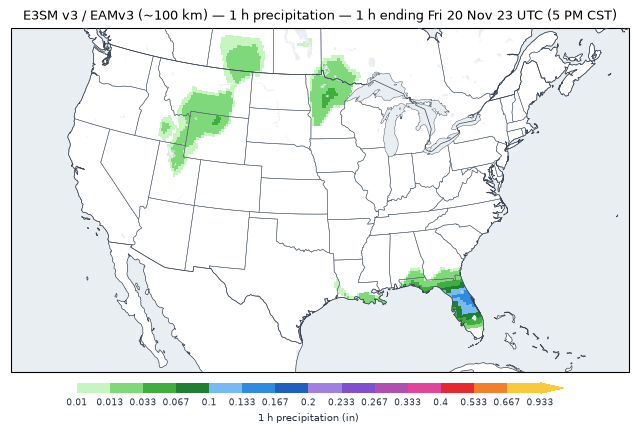 E3SM v3 / EAMv3 (~100 km) — 1 h precipitation — 1 h ending Fri 20 Nov 23 UTC (5 PM CST)
0.01 0.013 0.033 0.067 0.1 0.133 0.167 0.2 0.233 0.267 0.333 0.4 0.533 0.667 0.933
1 h precipitation (in)